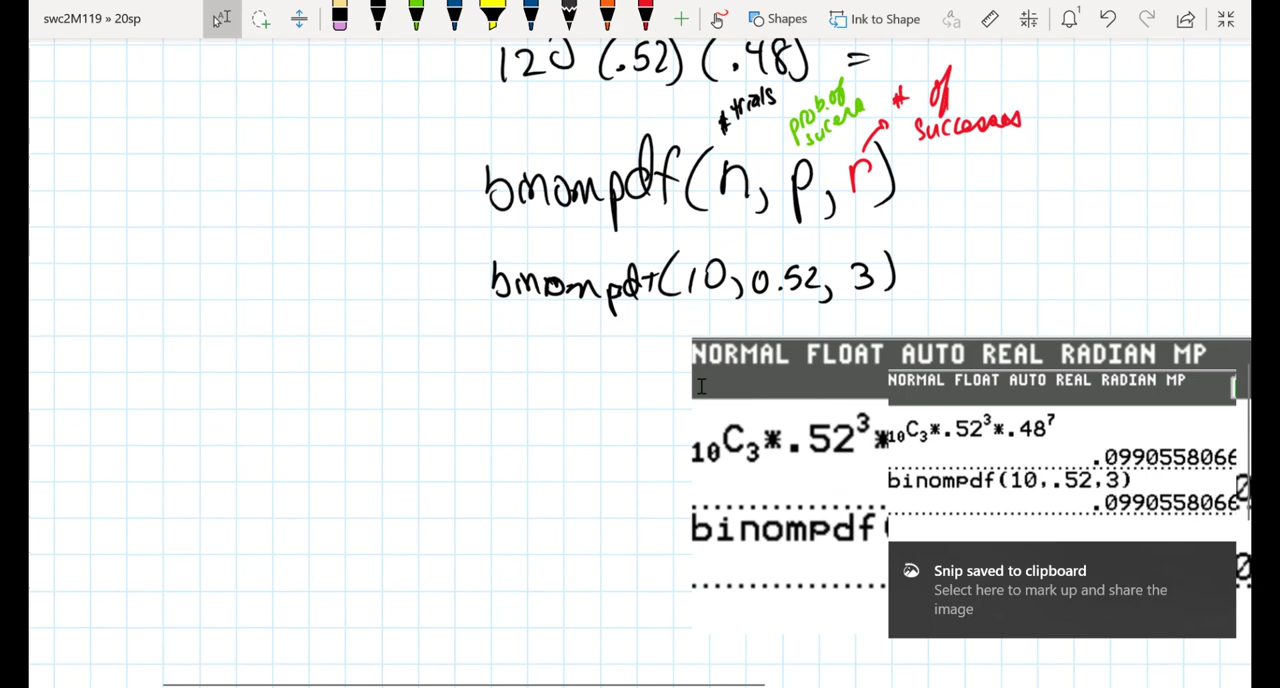 swc2M119 » 20sp
Shapes
Ink to Shape
120 (.52) (.48) =
# trials
prob. of
success
# of
successes
binompdf(n, p, r)
binompdf(10, 0.52, 3)
NORMAL FLOAT AUTO REAL RADIAN MP
10C3*.52³*
binompdf(
NORMAL FLOAT AUTO REAL RADIAN MP
10C3*.52³*.48⁷
.0990558066
binompdf(10,.52,3)
.0990558066
Snip saved to clipboard
Select here to mark up and share the
image